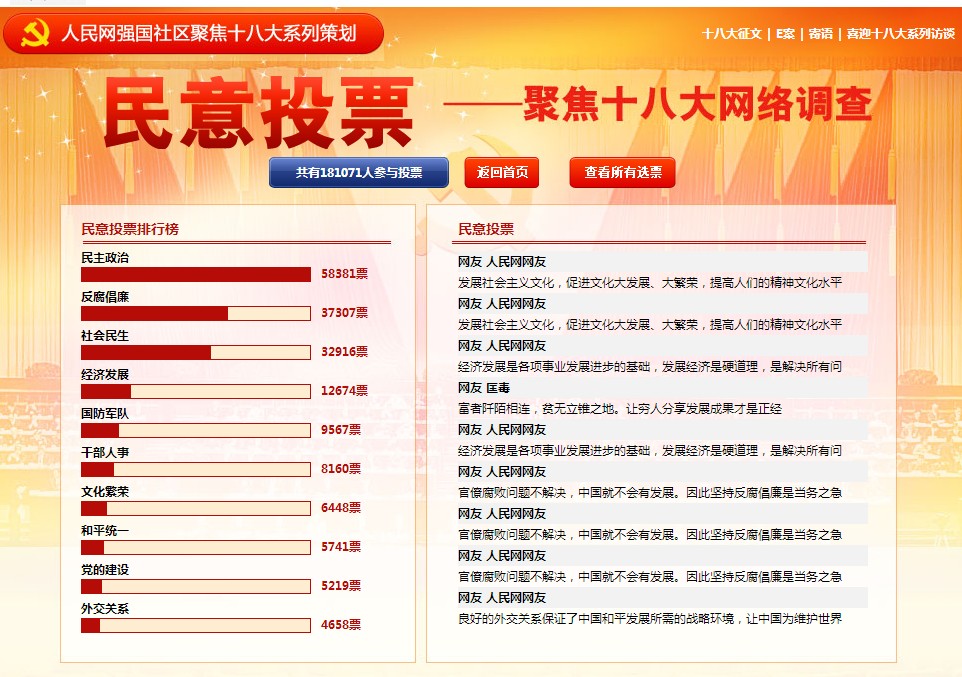 人民网强国社区聚焦十八大系列策划
十八大征文 | E案 | 寄语 | 喜迎十八大系列访谈
民意投票 ——聚焦十八大网络调查
共有181071人参与投票
返回首页
查看所有选票
民意投票排行榜
民主政治
58381票
反腐倡廉
37307票
社会民生
32916票
经济发展
12674票
国防军队
9567票
干部人事
8160票
文化繁荣
6448票
和平统一
5741票
党的建设
5219票
外交关系
4658票
民意投票
网友 人民网网友
发展社会主义文化，促进文化大发展、大繁荣，提高人们的精神文化水平
网友 人民网网友
发展社会主义文化，促进文化大发展、大繁荣，提高人们的精神文化水平
网友 人民网网友
经济发展是各项事业发展进步的基础，发展经济是硬道理，是解决所有问
网友 匡毒
富者阡陌相连，贫无立锥之地。让穷人分享发展成果才是正经
网友 人民网网友
经济发展是各项事业发展进步的基础，发展经济是硬道理，是解决所有问
网友 人民网网友
官僚腐败问题不解决，中国就不会有发展。因此坚持反腐倡廉是当务之急
网友 人民网网友
官僚腐败问题不解决，中国就不会有发展。因此坚持反腐倡廉是当务之急
网友 人民网网友
官僚腐败问题不解决，中国就不会有发展。因此坚持反腐倡廉是当务之急
网友 人民网网友
良好的外交关系保证了中国和平发展所需的战略环境，让中国为维护世界